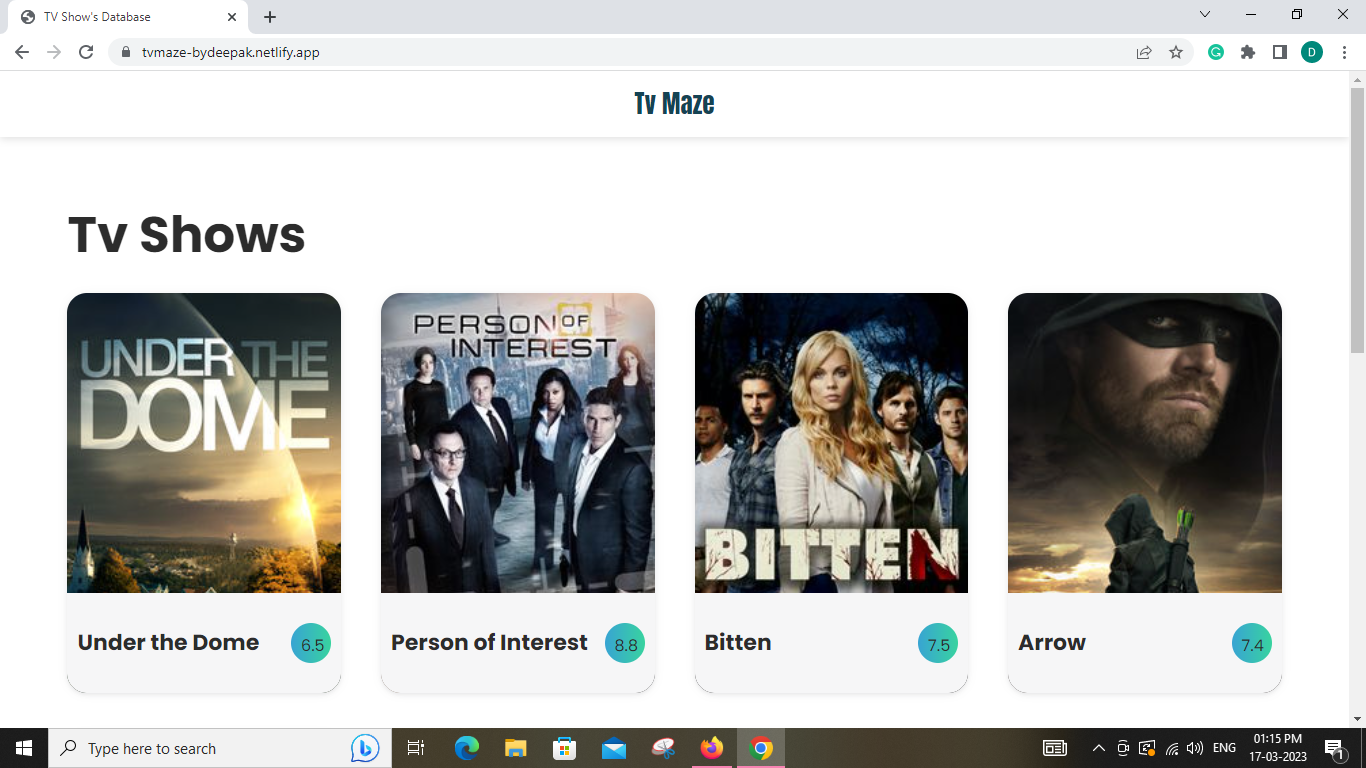 TV Show's Database
tvmaze-bydeepak.netlify.app
D
Tv Maze
Tv Shows
UNDER THE
DOME
PERSON OF
INTEREST
BITTEN
Under the Dome
6.5
Person of Interest
8.8
Bitten
7.5
Arrow
7.4
Type here to search
ENG
01:15 PM
17-03-2023
1